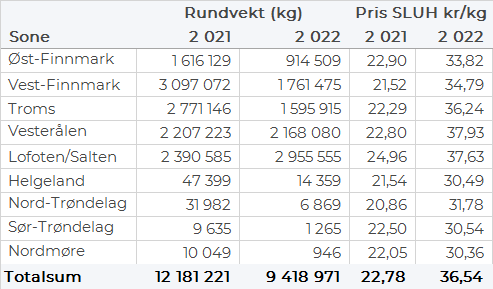 Rundvekt (kg) Pris SLUH kr/kg
Sone 2 021 2 022 2 021 2 022
Øst-Finnmark 1 616 129 914 509 22,90 33,82
Vest-Finnmark 3 097 072 1 761 475 21,52 34,79
Troms 2 771 146 1 595 915 22,29 36,24
Vesterålen 2 207 223 2 168 080 22,80 37,93
Lofoten/Salten 2 390 585 2 955 555 24,96 37,63
Helgeland 47 399 14 359 21,54 30,49
Nord-Trøndelag 31 982 6 869 20,86 31,78
Sør-Trøndelag 9 635 1 265 22,50 30,54
Nordmøre 10 049 946 22,05 30,36
Totalsum 12 181 221 9 418 971 22,78 36,54